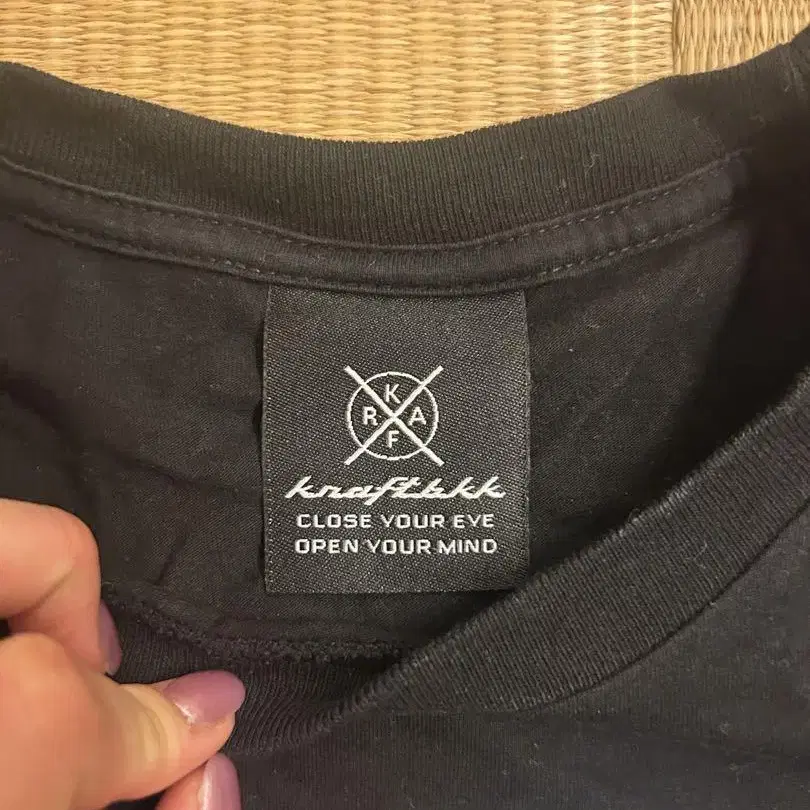 K
R A
F
kraftbkk
CLOSE YOUR EYE
OPEN YOUR MIND